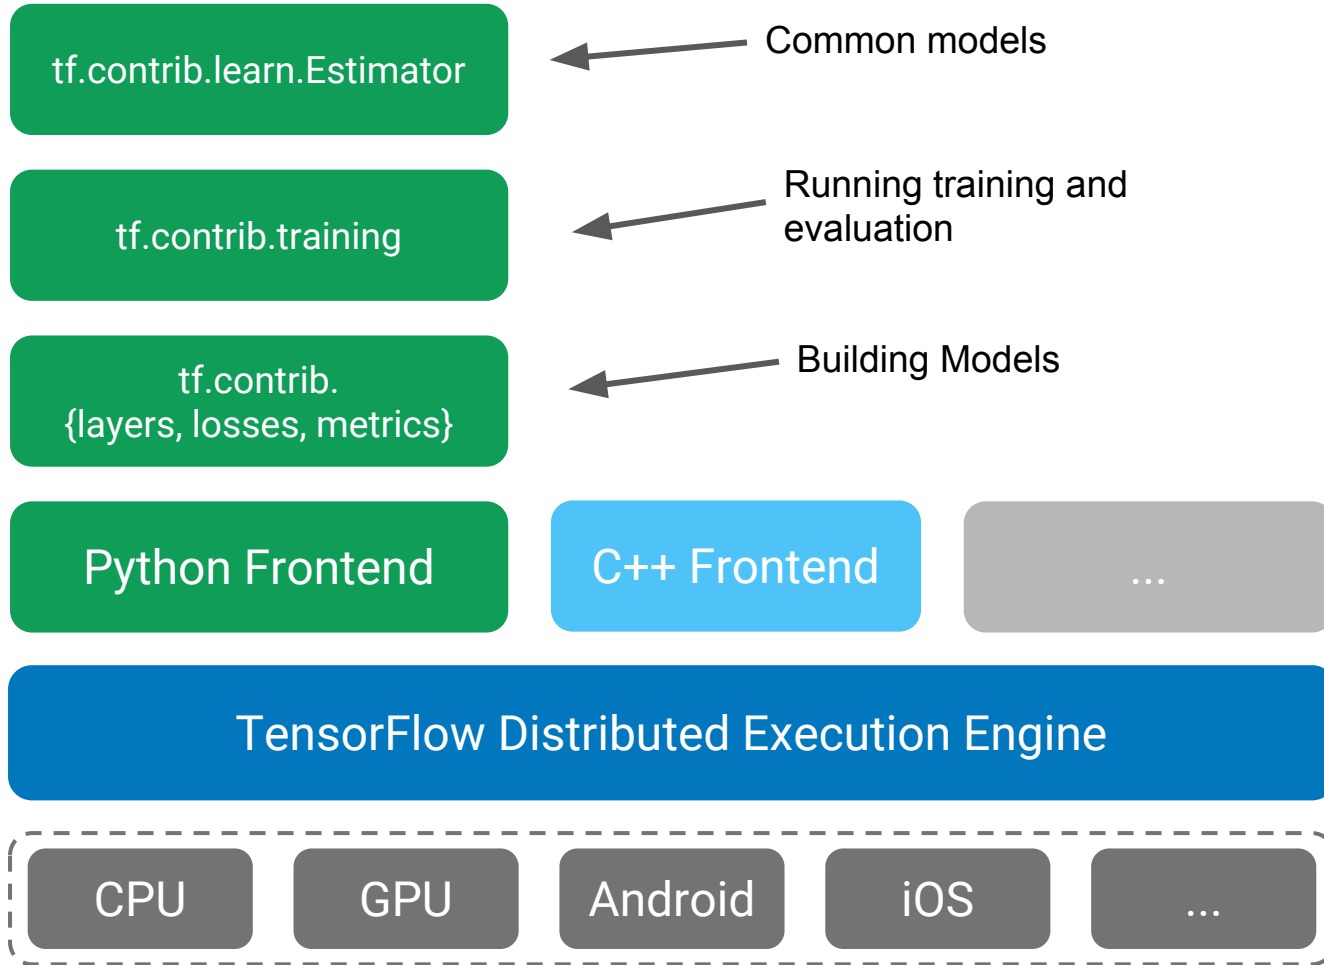 tf.contrib.learn.Estimator
Common models
tf.contrib.training
Running training and
evaluation
tf.contrib.
{layers, losses, metrics}
Building Models
Python Frontend
C++ Frontend
...
TensorFlow Distributed Execution Engine
CPU
GPU
Android
iOS
...